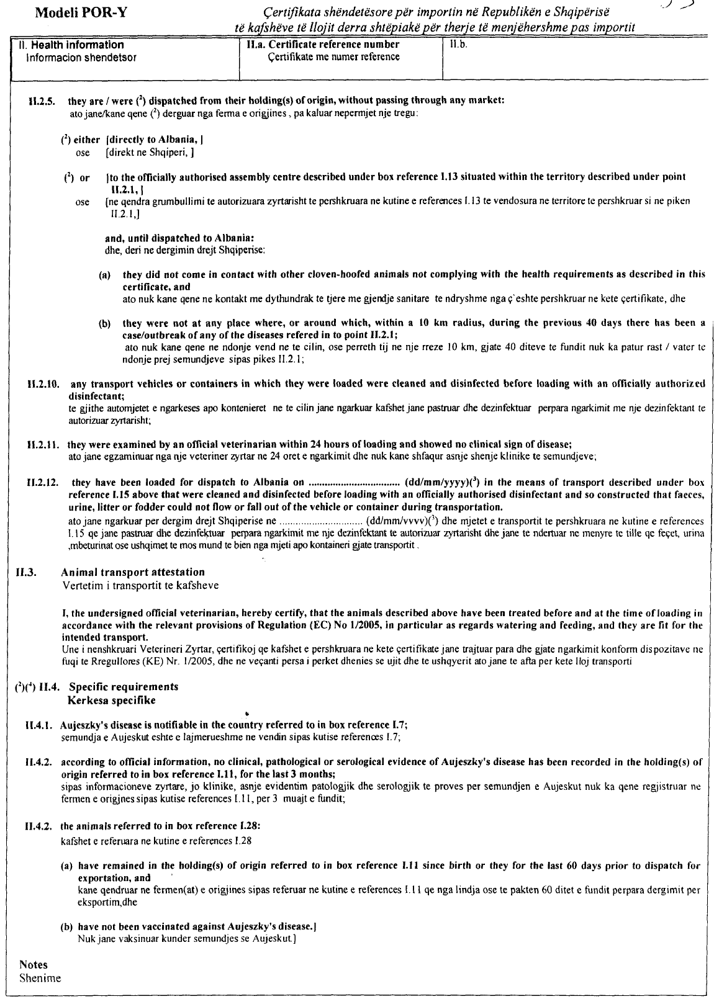 Modeli POR-Y
Çertifikata shëndetësore për importin në Republikën e Shqipërisë
të kafshëve të llojit derra shtëpiakë për therje të menjëhershme pas importit
II. Health information
Informacion shendetsor
II.a. Certificate reference number
Çertifikate me numer reference
II.b.
II.2.5. they are / were (²) dispatched from their holding(s) of origin, without passing through any market:
ato jane/kane qene (²) derguar nga ferma e origjines , pa kaluar nepermjet nje tregu:
(²) either [directly to Albania, ]
ose [direkt ne Shqiperi, ]
(²) or [to the officially authorised assembly centre described under box reference I.13 situated within the territory described under point
II.2.1, ]
ose [ne qendra grumbullimi te autorizuara zyrtarisht te pershkruara ne kutine e references I.13 te vendosura ne territore te pershkruar si ne piken
II.2.1,]
and, until dispatched to Albania:
dhe, deri ne dergimin drejt Shqiperise:
(a) they did not come in contact with other cloven-hoofed animals not complying with the health requirements as described in this
certificate, and
ato nuk kane qene ne kontakt me dythundrak te tjere me gjendje sanitare te ndryshme nga ç`eshte pershkruar ne kete çertifikate, dhe
(b) they were not at any place where, or around which, within a 10 km radius, during the previous 40 days there has been a
case/outbreak of any of the diseases refered in to point II.2.1;
ato nuk kane qene ne ndonje vend ne te cilin, ose perreth tij ne nje rreze 10 km, gjate 40 diteve te fundit nuk ka patur rast / vater te
ndonje prej semundjeve sipas pikes II.2.1;
II.2.10. any transport vehicles or containers in which they were loaded were cleaned and disinfected before loading with an officially authorized
disinfectant;
te gjithe automjetet e ngarkeses apo kontenieret ne te cilin jane ngarkuar kafshet jane pastruar dhe dezinfektuar perpara ngarkimit me nje dezinfektant te
autorizuar zyrtarisht;
II.2.11. they were examined by an official veterinarian within 24 hours of loading and showed no clinical sign of disease;
ato jane egzaminuar nga nje veteriner zyrtar ne 24 oret e ngarkimit dhe nuk kane shfaqur asnje shenje klinike te semundjeve;
II.2.12. they have been loaded for dispatch to Albania on .................................. (dd/mm/yyyy)(³) in the means of transport described under box
reference I.15 above that were cleaned and disinfected before loading with an officially authorised disinfectant and so constructed that faeces,
urine, litter or fodder could not flow or fall out of the vehicle or container during transportation.
ato jane ngarkuar per dergim drejt Shqiperise ne .............................. (dd/mm/vvvv)(³) dhe mjetet e transportit te pershkruara ne kutine e references
I.15 qe jane pastruar dhe dezinfektuar perpara ngarkimit me nje dezinfektant te autorizuar zyrtarisht dhe jane te ndertuar ne menyre te tille qe feçet, urina
,mbeturinat ose ushqimet te mos mund te bien nga mjeti apo kontaineri gjate transportit .
II.3. Animal transport attestation
Vertetim i transportit te kafsheve
I, the undersigned official veterinarian, hereby certify, that the animals described above have been treated before and at the time of loading in
accordance with the relevant provisions of Regulation (EC) No 1/2005, in particular as regards watering and feeding, and they are fit for the
intended transport.
Une i nenshkruari Veterineri Zyrtar, çertifikoj qe kafshet e pershkruara ne kete çertifikate jane trajtuar para dhe gjate ngarkimit konform dispozitave ne
fuqi te Rregullores (KE) Nr. 1/2005, dhe ne veçanti persa i perket dhenies se ujit dhe te ushqyerit ato jane te afta per kete lloj transporti
(²)(⁴) II.4. Specific requirements
Kerkesa specifike
II.4.1. Aujeszky's disease is notifiable in the country referred to in box reference I.7;
semundja e Aujeskut eshte e lajmerueshme ne vendin sipas kutise references I.7;
II.4.2. according to official information, no clinical, pathological or serological evidence of Aujeszky's disease has been recorded in the holding(s) of
origin referred to in box reference I.11, for the last 3 months;
sipas informacioneve zyrtare, jo klinike, asnje evidentim patologjik dhe serologjik te proves per semundjen e Aujeskut nuk ka qene regjistruar ne
fermen e origjnes sipas kutise references I.11, per 3 muajt e fundit;
II.4.2. the animals referred to in box reference I.28:
kafshet e referuara ne kutine e references I.28
(a) have remained in the holding(s) of origin referred to in box reference I.11 since birth or they for the last 60 days prior to dispatch for
exportation, and
kane qendruar ne fermen(at) e origjines sipas referuar ne kutine e references I.11 qe nga lindja ose te pakten 60 ditet e fundit perpara dergimit per
eksportim,dhe
(b) have not been vaccinated against Aujeszky's disease.]
Nuk jane vaksinuar kunder semundjes se Aujeskut.]
Notes
Shenime